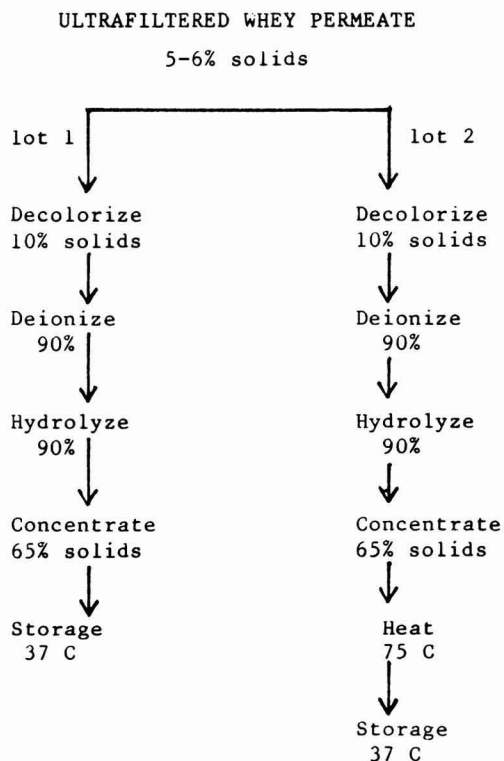 ULTRAFILTERED WHEY PERMEATE
5-6% solids
lot 1
lot 2
Decolorize
10% solids
Decolorize
10% solids
Deionize
90%
Deionize
90%
Hydrolyze
90%
Hydrolyze
90%
Concentrate
65% solids
Concentrate
65% solids
Storage
37 C
Heat
75 C
Storage
37 C